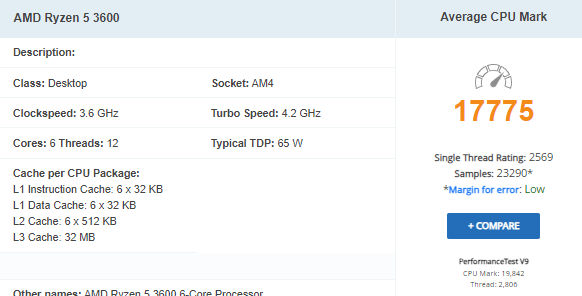 AMD Ryzen 5 3600
Description:
Class: Desktop
Socket: AM4
Clockspeed: 3.6 GHz
Turbo Speed: 4.2 GHz
Cores: 6 Threads: 12
Typical TDP: 65 W
Cache per CPU Package:
L1 Instruction Cache: 6 x 32 KB
L1 Data Cache: 6 x 32 KB
L2 Cache: 6 x 512 KB
L3 Cache: 32 MB
Other names: AMD Ryzen 5 3600 6-Core Processor
Average CPU Mark
17775
Single Thread Rating: 2569
Samples: 23290*
*Margin for error: Low
+ COMPARE
PerformanceTest V9
CPU Mark: 19,842
Thread: 2,806